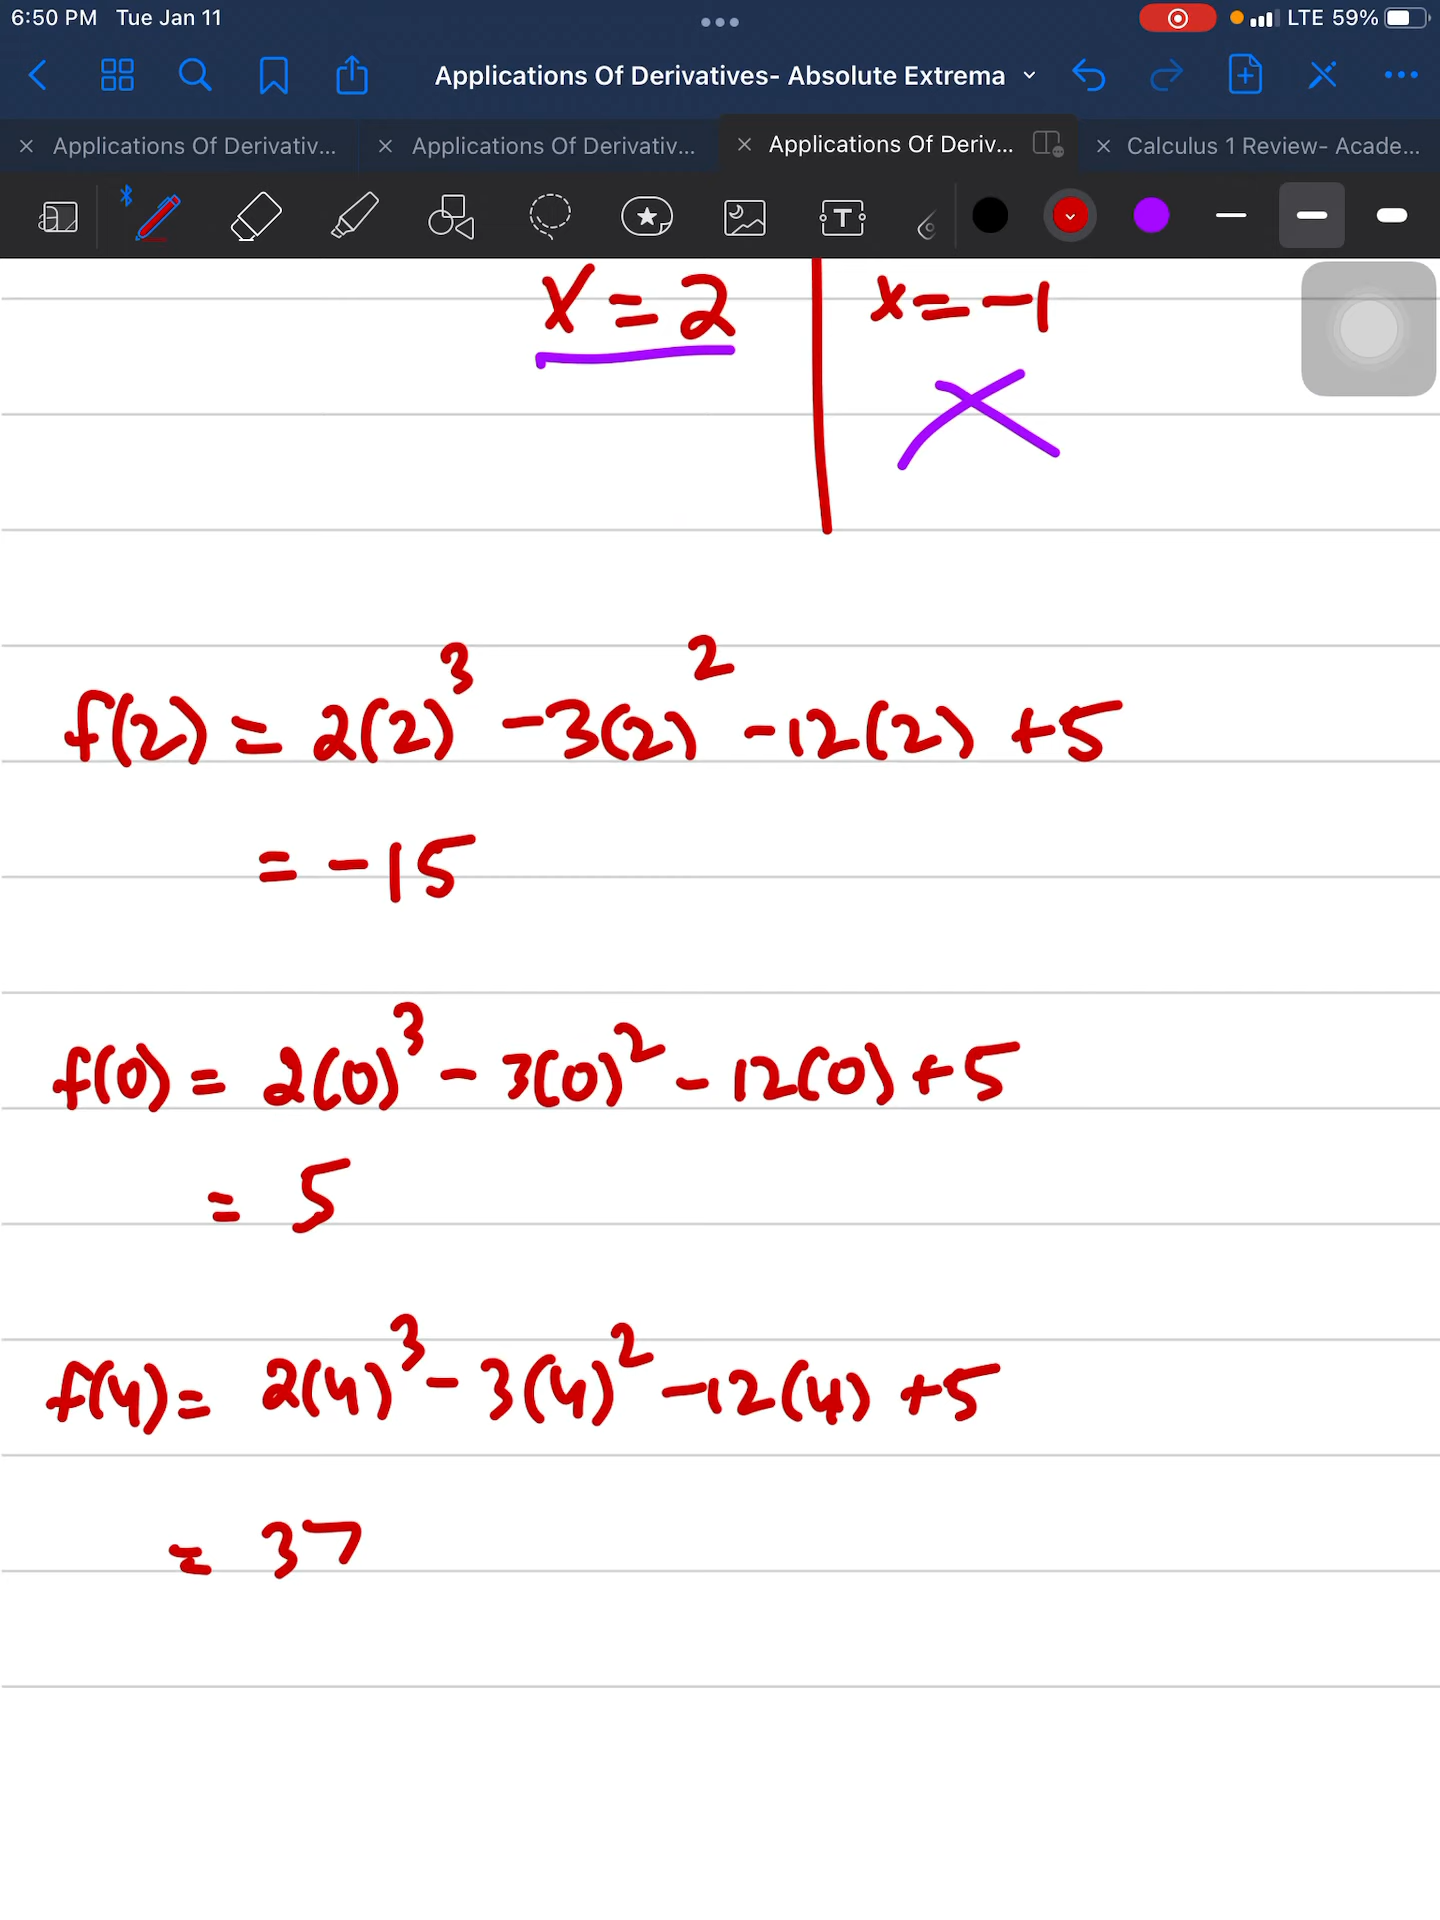 6:50 PM Tue Jan 11 LTE 59%
Applications Of Derivatives- Absolute Extrema
Applications Of Derivativ... Applications Of Derivativ... Applications Of Deriv... Calculus 1 Review- Acade...
x=2 x=-1
f(2) = 2(2)³ -3(2)² -12(2) +5
= -15
f(0) = 2(0)³ - 3(0)² - 12(0) +5
= 5
f(4) = 2(4)³ - 3(4)² -12(4) +5
= 37